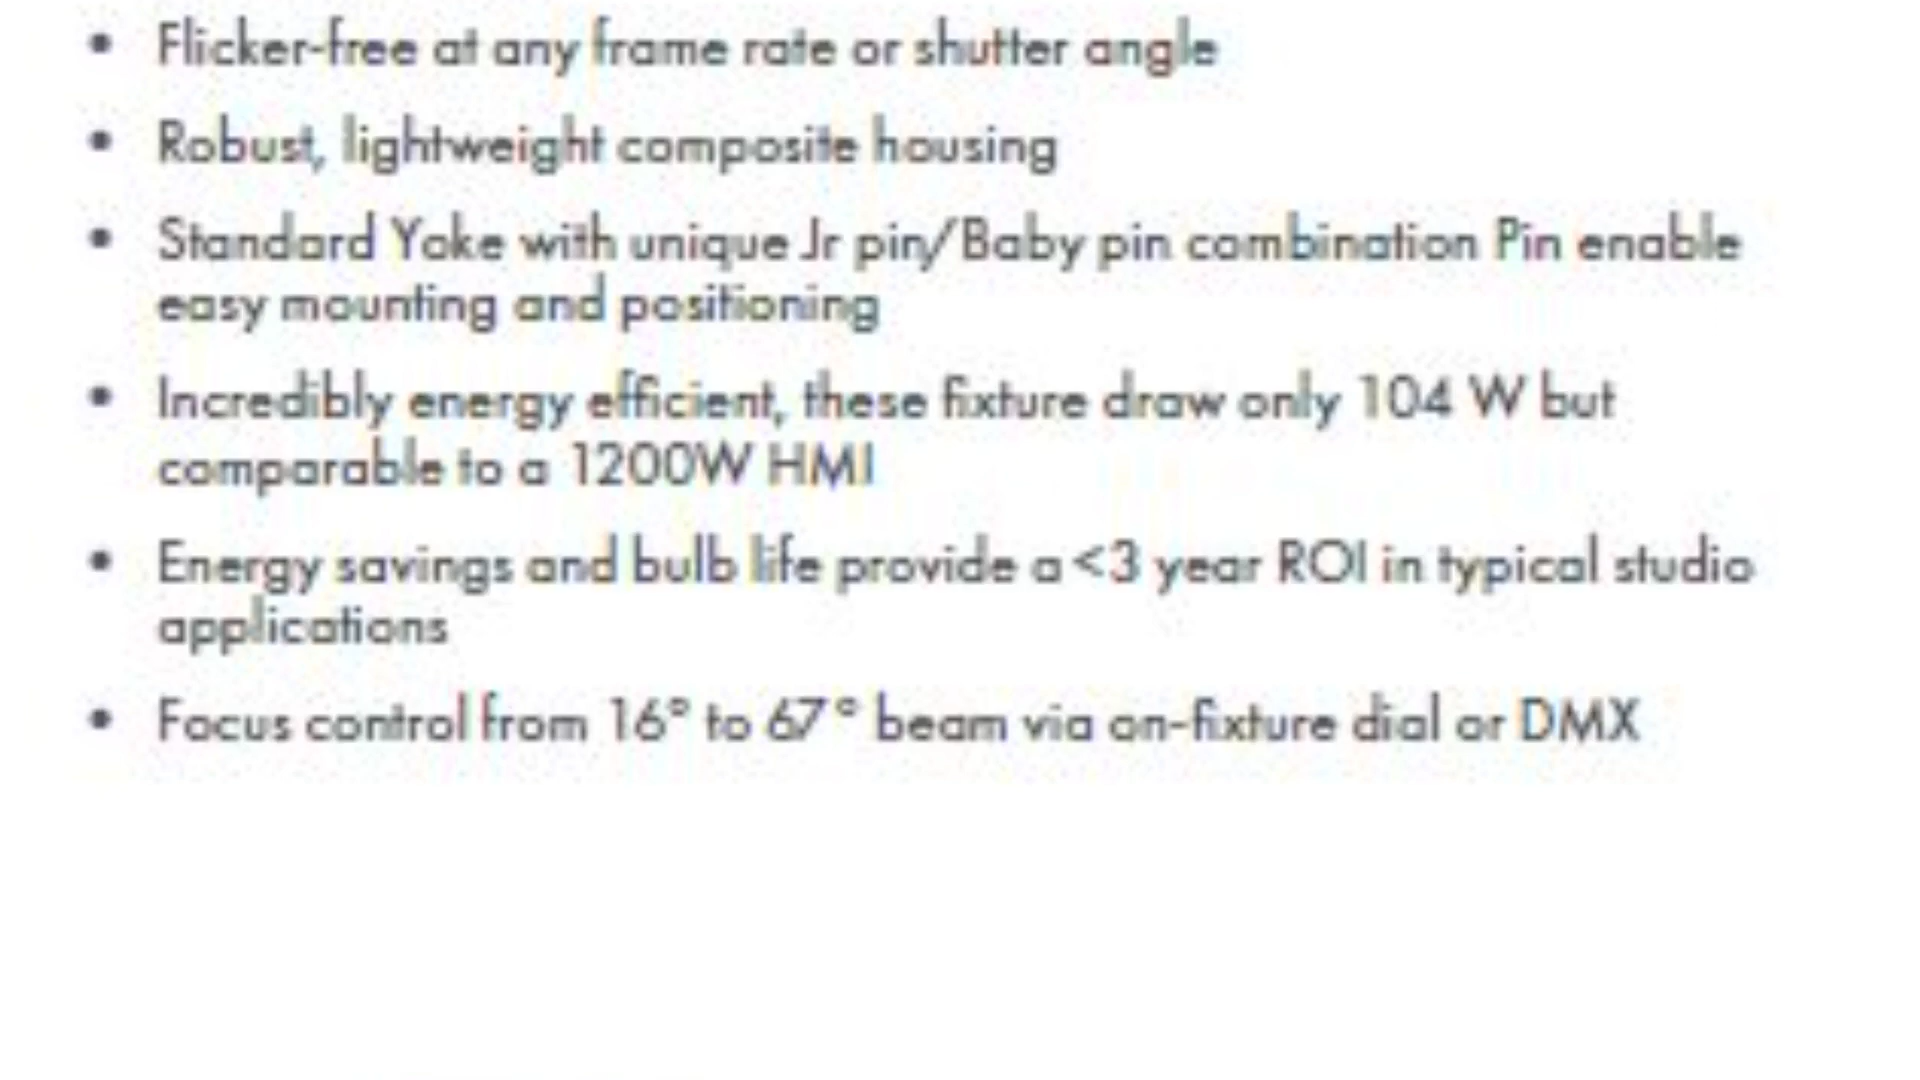 • Flicker-free at any frame rate or shutter angle
• Robust, lightweight composite housing
• Standard Yoke with unique Jr pin/Baby pin combination Pin enable
easy mounting and positioning
• Incredibly energy efficient, these fixture draw only 104 W but
comparable to a 1200W HMI
• Energy savings and bulb life provide a <3 year ROI in typical studio
applications
• Focus control from 16° to 67° beam via on-fixture dial or DMX